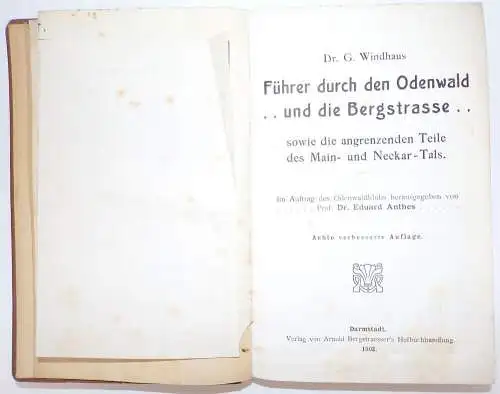 Dr. G. Windhaus
Führer durch den Odenwald
. . und die Bergstrasse . .
sowie die angrenzenden Teile
des Main- und Neckar-Tals.
Im Auftrag des Odenwaldklubs herausgegeben von
Prof. Dr. Eduard Anthes
Achte verbesserte Auflage.
Darmstadt.
Verlag von Arnold Bergstraesser's Hofbuchhandlung